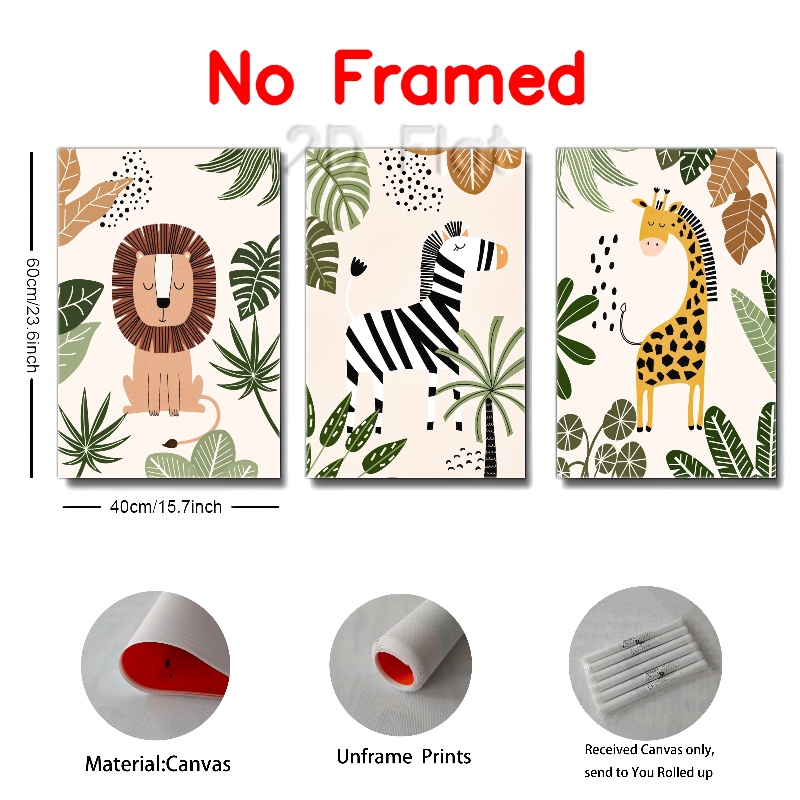 No Framed
2D Flat
60cm/23.6inch
40cm/15.7inch
Material:Canvas
Unframe Prints
Received Canvas only,
send to You Rolled up